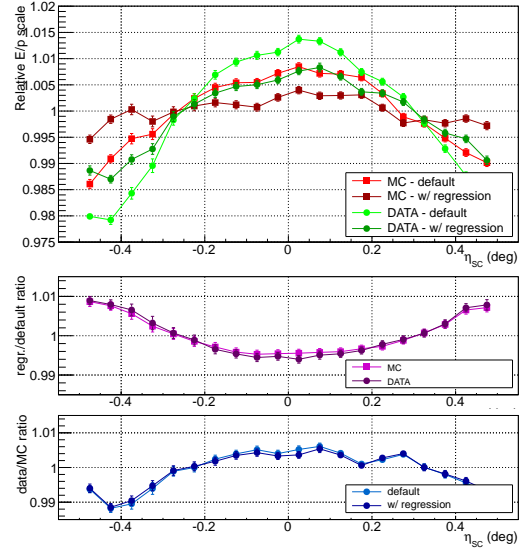 Relative E/p scale
1.02
1.015
1.01
1.005
1
0.995
0.99
0.985
0.98
0.975
MC - default
MC - w/ regression
DATA - default
DATA - w/ regression
-0.4 -0.2 0 0.2 0.4
ηSC (deg)
regr./default ratio
1.01
1
0.99
MC
DATA
-0.4 -0.2 0 0.2 0.4
data/MC ratio
1.01
1
0.99
default
w/ regression
-0.4 -0.2 0 0.2 0.4
ηSC (deg)